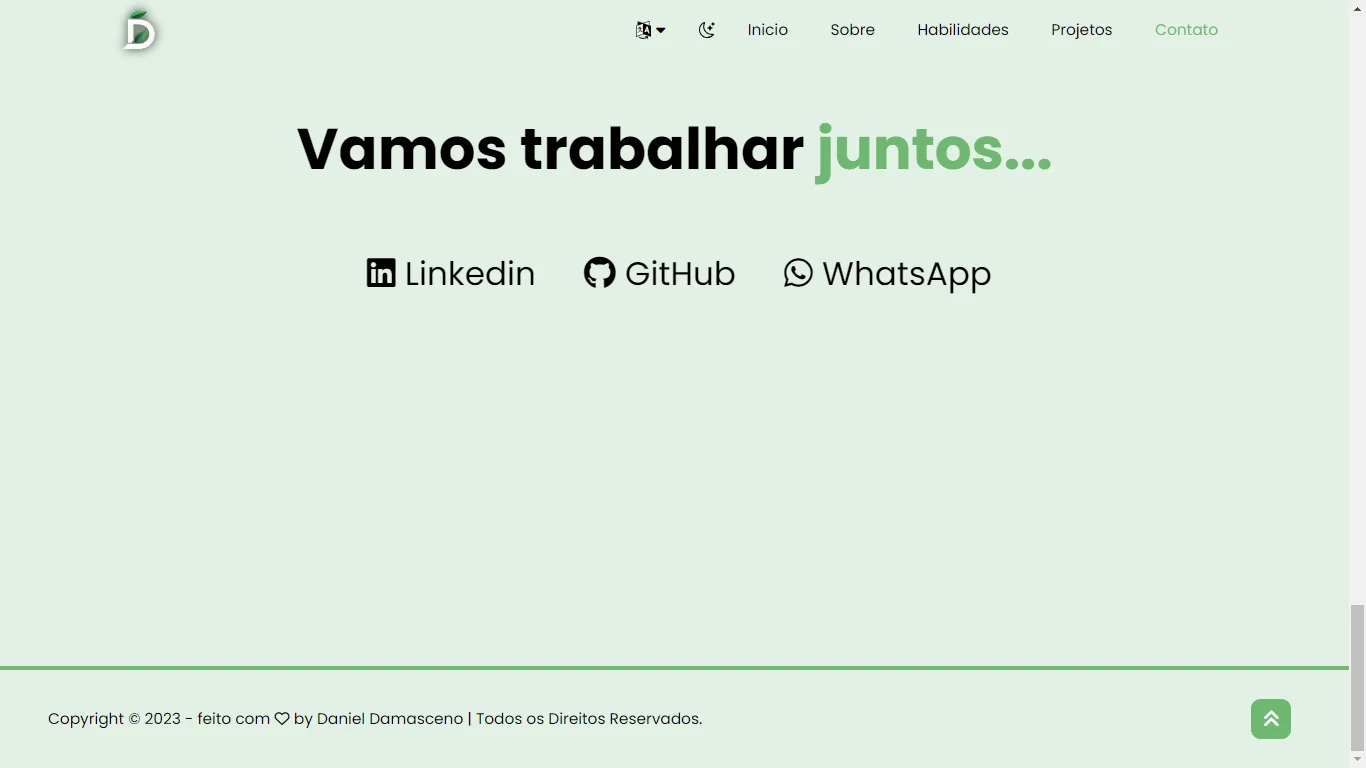 D
Inicio Sobre Habilidades Projetos Contato
Vamos trabalhar juntos...
Linkedin GitHub WhatsApp
Copyright © 2023 - feito com ♡ by Daniel Damasceno | Todos os Direitos Reservados.